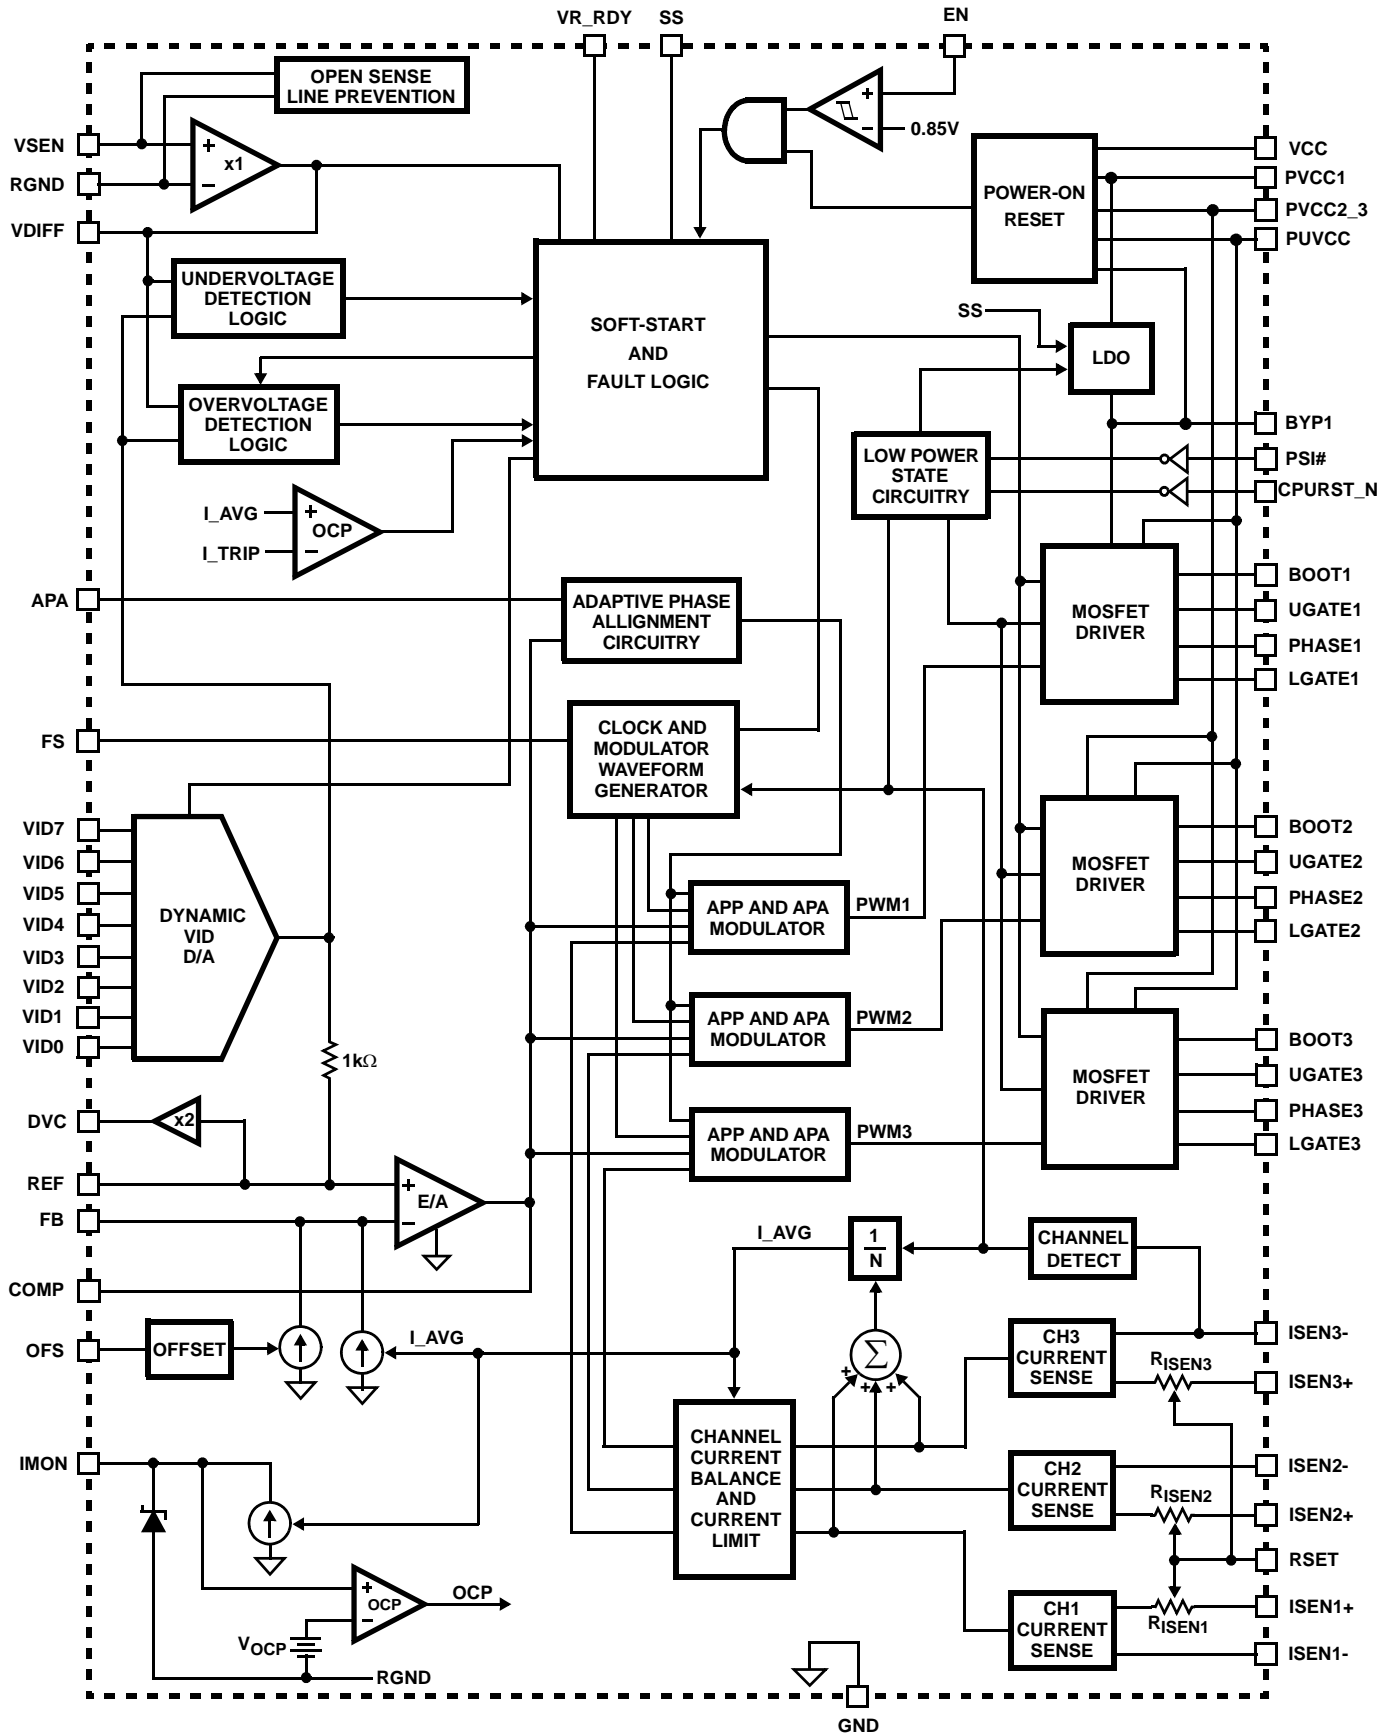 VR_RDY
SS
EN
OPEN SENSE
LINE PREVENTION
VSEN
+
x1
−
RGND
VDIFF
+
−
0.85V
VCC
PVCC1
PVCC2_3
PUVCC
POWER-ON
RESET
UNDERVOLTAGE
DETECTION
LOGIC
SOFT-START
AND
FAULT LOGIC
SS
LDO
OVERVOLTAGE
DETECTION
LOGIC
BYP1
PSI#
CPURST_N
LOW POWER
STATE
CIRCUITRY
I_AVG
+
OCP
I_TRIP
−
APA
ADAPTIVE PHASE
ALLIGNMENT
CIRCUITRY
MOSFET
DRIVER
BOOT1
UGATE1
PHASE1
LGATE1
FS
CLOCK AND
MODULATOR
WAVEFORM
GENERATOR
VID7
VID6
VID5
VID4
VID3
VID2
VID1
VID0
DYNAMIC
VID
D/A
MOSFET
DRIVER
BOOT2
UGATE2
PHASE2
LGATE2
APP AND APA
MODULATOR
PWM1
APP AND APA
MODULATOR
PWM2
1kΩ
MOSFET
DRIVER
BOOT3
UGATE3
PHASE3
LGATE3
DVC
x2
APP AND APA
MODULATOR
PWM3
REF
+
E/A
FB
−
COMP
I_AVG
1
N
CHANNEL
DETECT
OFS
OFFSET
I_AVG
Σ
+
+
+
CH3
CURRENT
SENSE
ISEN3-
RISEN3
ISEN3+
CHANNEL
CURRENT
BALANCE
AND
CURRENT
LIMIT
IMON
CH2
CURRENT
SENSE
ISEN2-
RISEN2
ISEN2+
RSET
+
OCP
−
OCP
VOCP
RGND
CH1
CURRENT
SENSE
ISEN1+
RISEN1
ISEN1-
GND